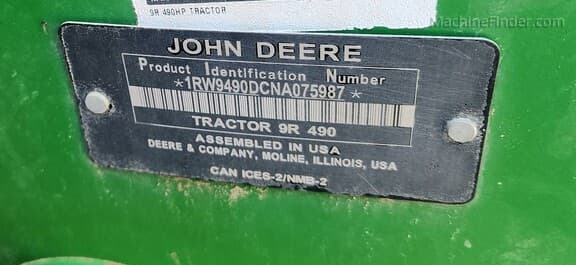 9R 490HP TRACTOR
MachineFinder.com
JOHN DEERE
Product Identification Number
*1RW9490DCNA075987*
TRACTOR 9R 490
ASSEMBLED IN USA
DEERE & COMPANY, MOLINE, ILLINOIS, USA
CAN ICES-2/NMB-2